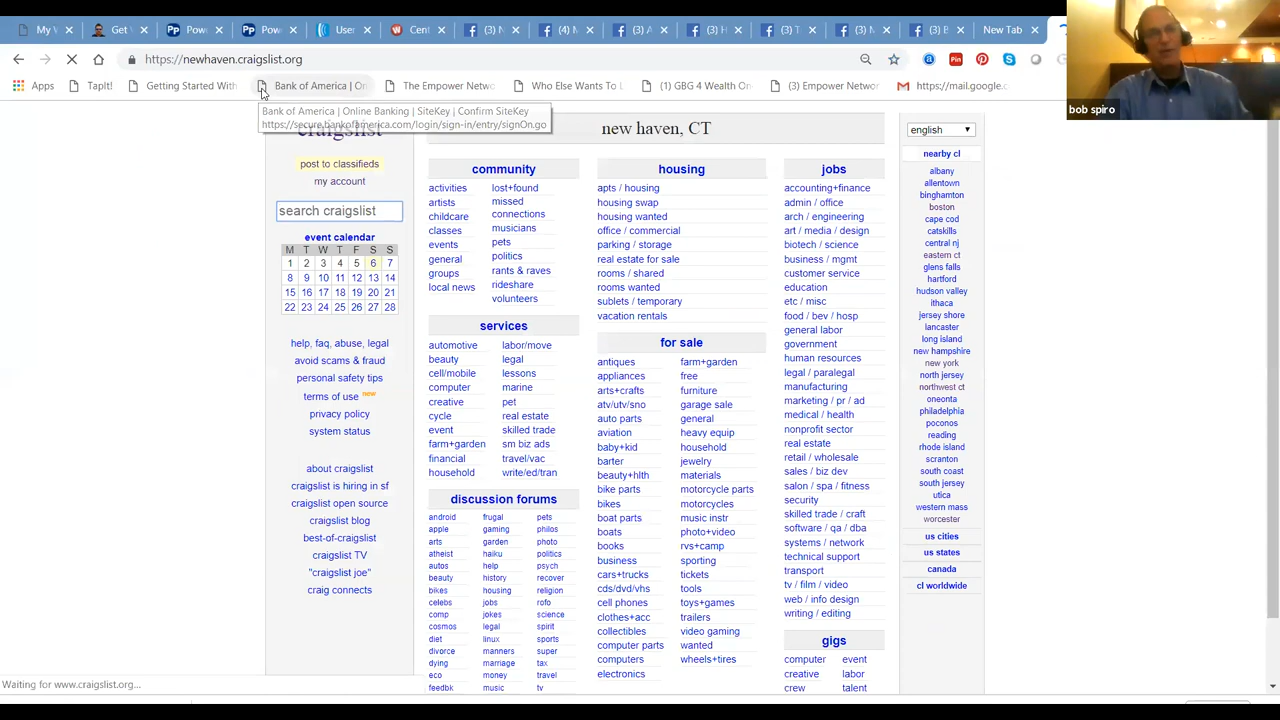 My V
Get V
Pow
Pow
Use
Cent
(3) N
(4) M
(3) A
(3) H
(3) T
(3) C
(3) B
New Tab
https://newhaven.craigslist.org
Apps
TapIt!
Getting Started With
Bank of America | On
The Empower Netwo
Who Else Wants To L
(1) GBG 4 Wealth On
(3) Empower Networ
https://mail.google.c
bob spiro
Bank of America | Online Banking | SiteKey | Confirm SiteKey
https://secure.bankofamerica.com/login/sign-in/entry/signOn.go
craigslist
post to classifieds
my account
search craigslist
event calendar
M T W T F S S
1 2 3 4 5 6 7
8 9 10 11 12 13 14
15 16 17 18 19 20 21
22 23 24 25 26 27 28
help, faq, abuse, legal
avoid scams & fraud
personal safety tips
terms of use new
privacy policy
system status
about craigslist
craigslist is hiring in sf
craigslist open source
craigslist blog
best-of-craigslist
craigslist TV
"craigslist joe"
craig connects
new haven, CT
community
activities
artists
childcare
classes
events
general
groups
local news
lost+found
missed
connections
musicians
pets
politics
rants & raves
rideshare
volunteers
services
automotive
beauty
cell/mobile
computer
creative
cycle
event
farm+garden
financial
household
labor/move
legal
lessons
marine
pet
real estate
skilled trade
sm biz ads
travel/vac
write/ed/tran
discussion forums
android
apple
arts
atheist
autos
beauty
bikes
celebs
comp
cosmos
diet
divorce
dying
eco
feedbk
frugal
gaming
garden
haiku
help
history
housing
jobs
jokes
legal
linux
manners
marriage
money
music
pets
philos
photo
politics
psych
recover
religion
rofo
science
spirit
sports
super
tax
travel
tv
housing
apts / housing
housing swap
housing wanted
office / commercial
parking / storage
real estate for sale
rooms / shared
rooms wanted
sublets / temporary
vacation rentals
for sale
antiques
appliances
arts+crafts
atv/utv/sno
auto parts
aviation
baby+kid
barter
beauty+hlth
bike parts
bikes
boat parts
boats
books
business
cars+trucks
cds/dvd/vhs
cell phones
clothes+acc
collectibles
computer parts
computers
electronics
farm+garden
free
furniture
garage sale
general
heavy equip
household
jewelry
materials
motorcycle parts
motorcycles
music instr
photo+video
rvs+camp
sporting
tickets
tools
toys+games
trailers
video gaming
wanted
wheels+tires
jobs
accounting+finance
admin / office
arch / engineering
art / media / design
biotech / science
business / mgmt
customer service
education
etc / misc
food / bev / hosp
general labor
government
human resources
legal / paralegal
manufacturing
marketing / pr / ad
medical / health
nonprofit sector
real estate
retail / wholesale
sales / biz dev
salon / spa / fitness
security
skilled trade / craft
software / qa / dba
systems / network
technical support
transport
tv / film / video
web / info design
writing / editing
gigs
computer
creative
crew
event
labor
talent
english
nearby cl
albany
allentown
binghamton
boston
cape cod
catskills
central nj
eastern ct
glens falls
hartford
hudson valley
ithaca
jersey shore
lancaster
long island
new hampshire
new york
north jersey
northwest ct
oneonta
philadelphia
poconos
reading
rhode island
scranton
south coast
south jersey
utica
western mass
worcester
us cities
us states
canada
cl worldwide
Waiting for www.craigslist.org...